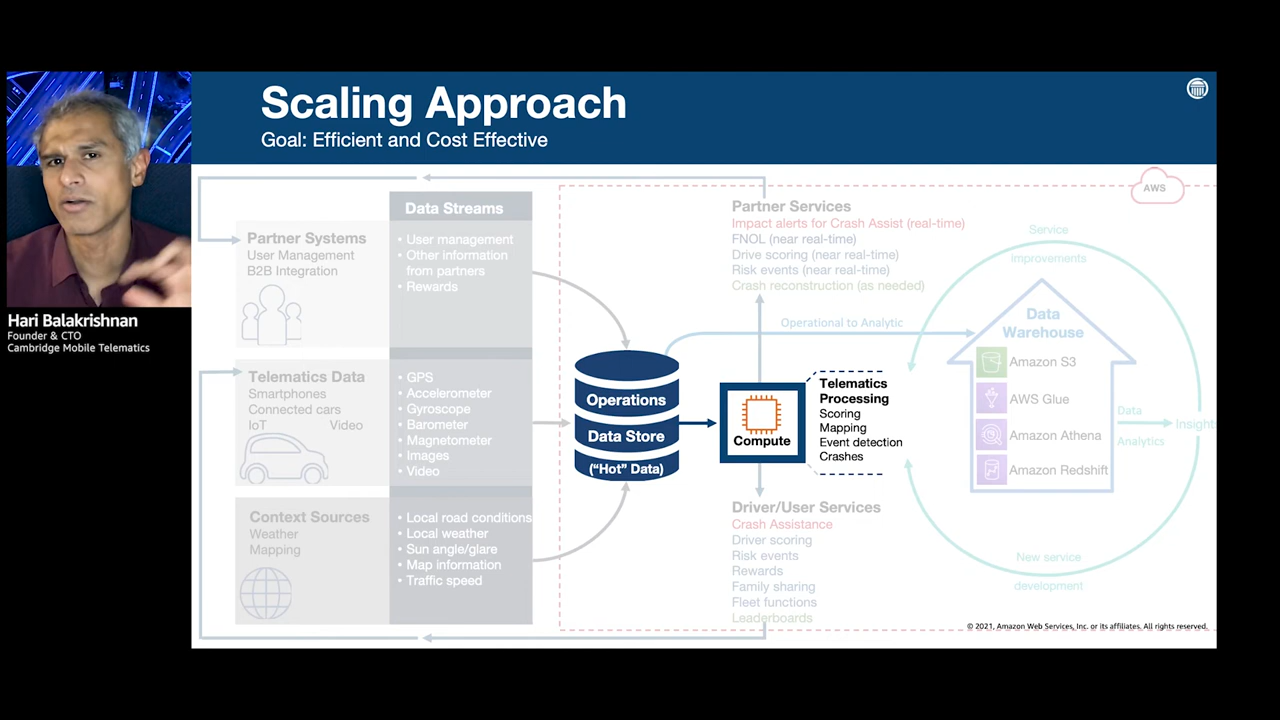 Scaling Approach
Goal: Efficient and Cost Effective
Hari Balakrishnan
Founder & CTO
Cambridge Mobile Telematics
Partner Systems
User Management
B2B Integration
Data Streams
• User management
• Other information
from partners
• Rewards
Telematics Data
Smartphones
Connected cars
IoT Video
• GPS
• Accelerometer
• Gyroscope
• Barometer
• Magnetometer
• Images
• Video
Context Sources
Weather
Mapping
• Local road conditions
• Local weather
• Sun angle/glare
• Map information
• Traffic speed
Operations
Data Store
("Hot" Data)
Partner Services
Impact alerts for Crash Assist (real-time)
FNOL (near real-time)
Drive scoring (near real-time)
Risk events (near real-time)
Crash reconstruction (as needed)
Operational to Analytic
Compute
Telematics
Processing
Scoring
Mapping
Event detection
Crashes
Driver/User Services
Crash Assistance
Driver scoring
Risk events
Rewards
Family sharing
Fleet functions
Leaderboards
AWS
Service
improvements
Data
Warehouse
Amazon S3
AWS Glue
Amazon Athena
Amazon Redshift
Data
Analytics
Insight
New service
development
© 2021, Amazon Web Services, Inc. or its affiliates. All rights reserved.